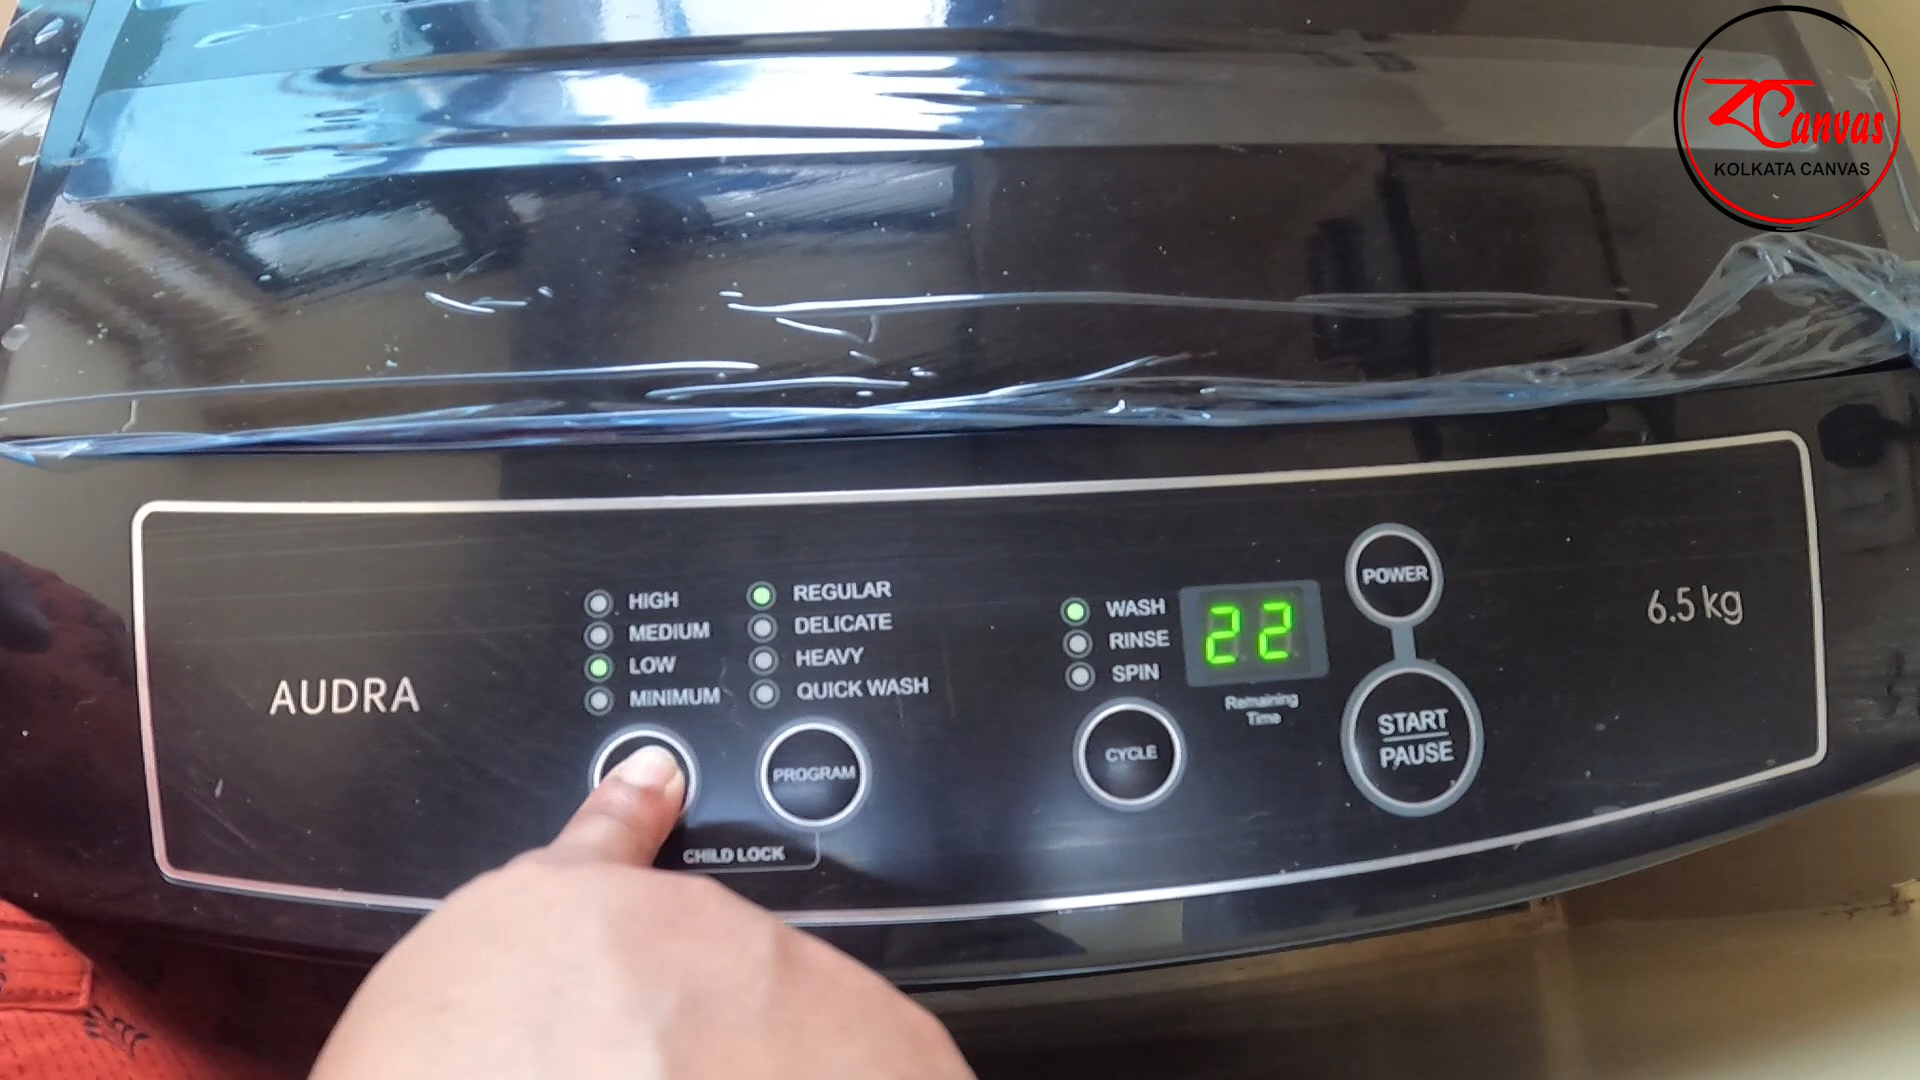 ZCanvas
KOLKATA CANVAS
AUDRA
HIGH
MEDIUM
LOW
MINIMUM
REGULAR
DELICATE
HEAVY
QUICK WASH
PROGRAM
CHILD LOCK
WASH
RINSE
SPIN
CYCLE
22
Remaining
Time
POWER
START
PAUSE
6.5 kg